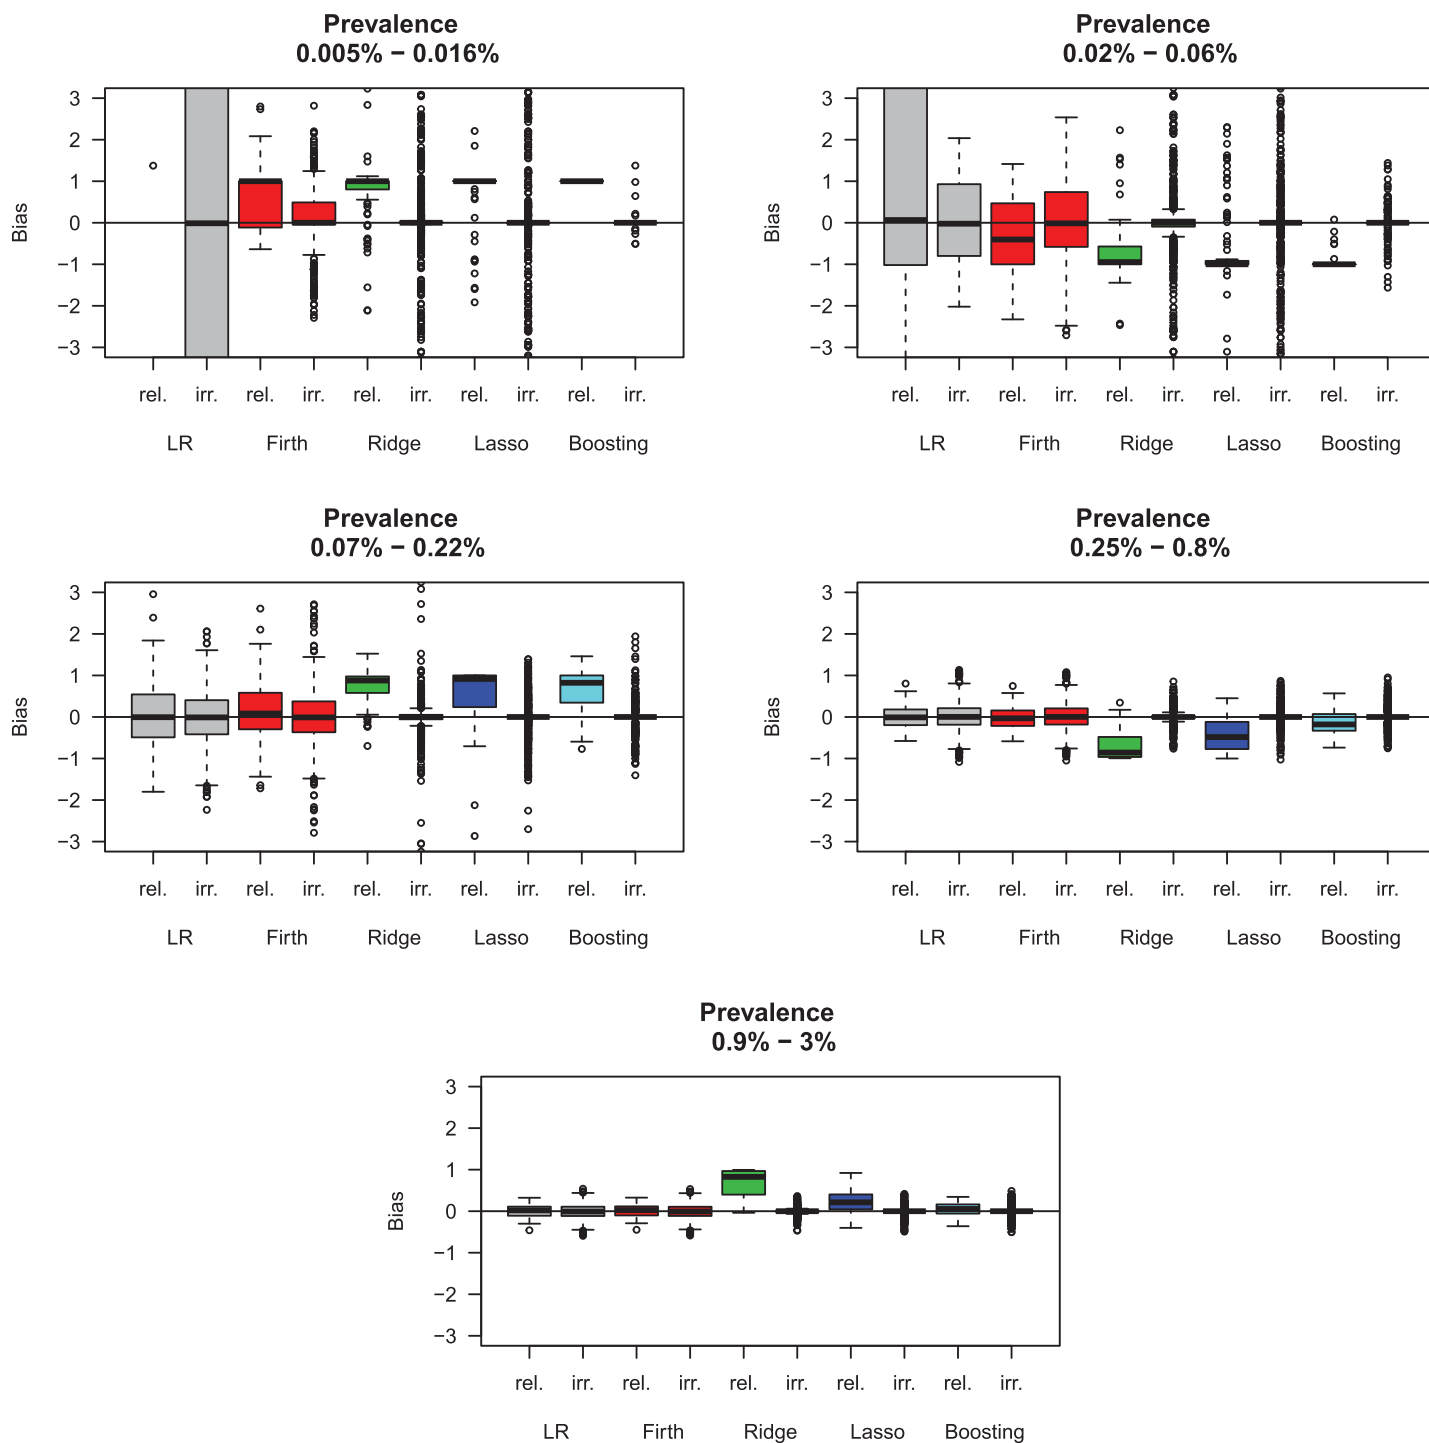 Prevalence
0.005% − 0.016%
Bias
3
2
1
0
−1
−2
−3
rel. irr. rel. irr. rel. irr. rel. irr. rel. irr.
LR Firth Ridge Lasso Boosting
Prevalence
0.02% − 0.06%
Bias
3
2
1
0
−1
−2
−3
rel. irr. rel. irr. rel. irr. rel. irr. rel. irr.
LR Firth Ridge Lasso Boosting
Prevalence
0.07% − 0.22%
Bias
3
2
1
0
−1
−2
−3
rel. irr. rel. irr. rel. irr. rel. irr. rel. irr.
LR Firth Ridge Lasso Boosting
Prevalence
0.25% − 0.8%
Bias
3
2
1
0
−1
−2
−3
rel. irr. rel. irr. rel. irr. rel. irr. rel. irr.
LR Firth Ridge Lasso Boosting
Prevalence
0.9% − 3%
Bias
3
2
1
0
−1
−2
−3
rel. irr. rel. irr. rel. irr. rel. irr. rel. irr.
LR Firth Ridge Lasso Boosting